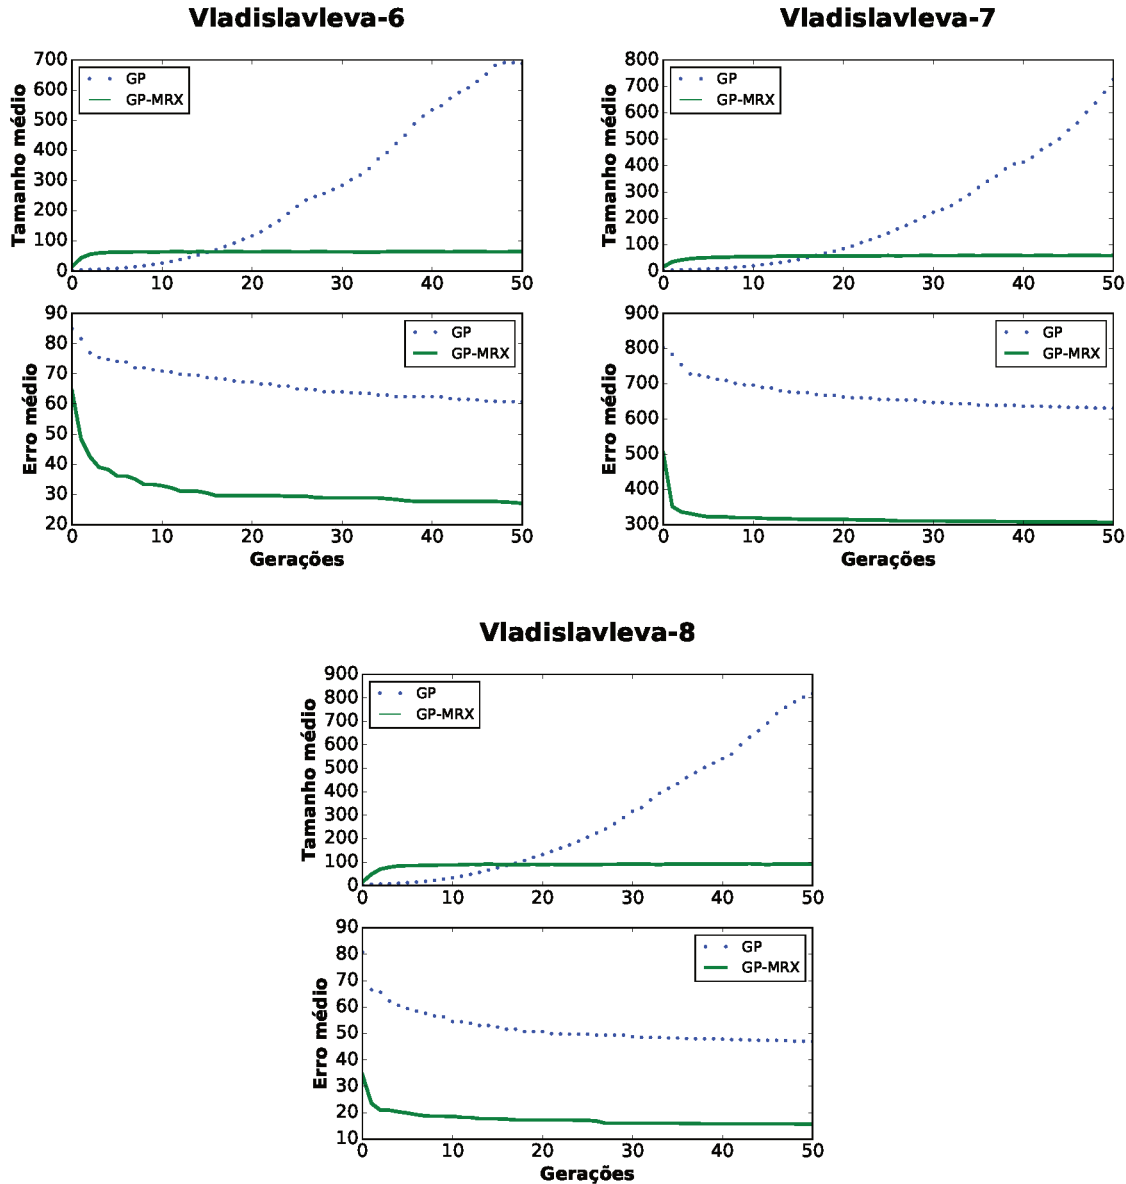 Vladislavleva-6
700
600
500
400
300
200
100
0
Tamanho médio
GP
GP-MRX
0 10 20 30 40 50
90
80
70
60
50
40
30
20
Erro médio
GP
GP-MRX
0 10 20 30 40 50
Gerações
Vladislavleva-7
800
700
600
500
400
300
200
100
0
Tamanho médio
GP
GP-MRX
0 10 20 30 40 50
900
800
700
600
500
400
300
Erro médio
GP
GP-MRX
0 10 20 30 40 50
Gerações
Vladislavleva-8
900
800
700
600
500
400
300
200
100
0
Tamanho médio
GP
GP-MRX
0 10 20 30 40 50
90
80
70
60
50
40
30
20
10
Erro médio
GP
GP-MRX
0 10 20 30 40 50
Gerações